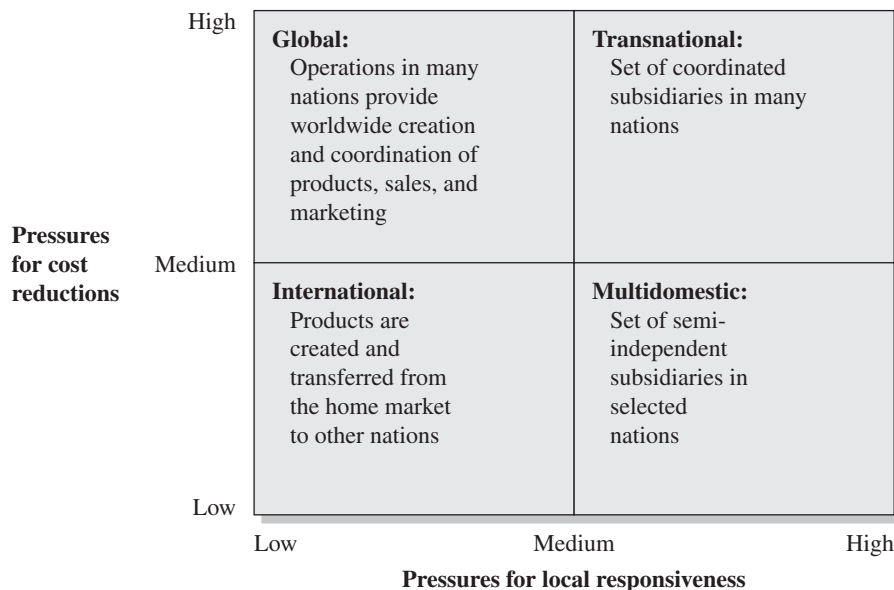 High
Global:
Operations in many
nations provide
worldwide creation
and coordination of
products, sales, and
marketing
Transnational:
Set of coordinated
subsidiaries in many
nations
Pressures
for cost
reductions
Medium
International:
Products are
created and
transferred from
the home market
to other nations
Multidomestic:
Set of semi-
independent
subsidiaries in
selected
nations
Low
Low
Medium
High
Pressures for local responsiveness